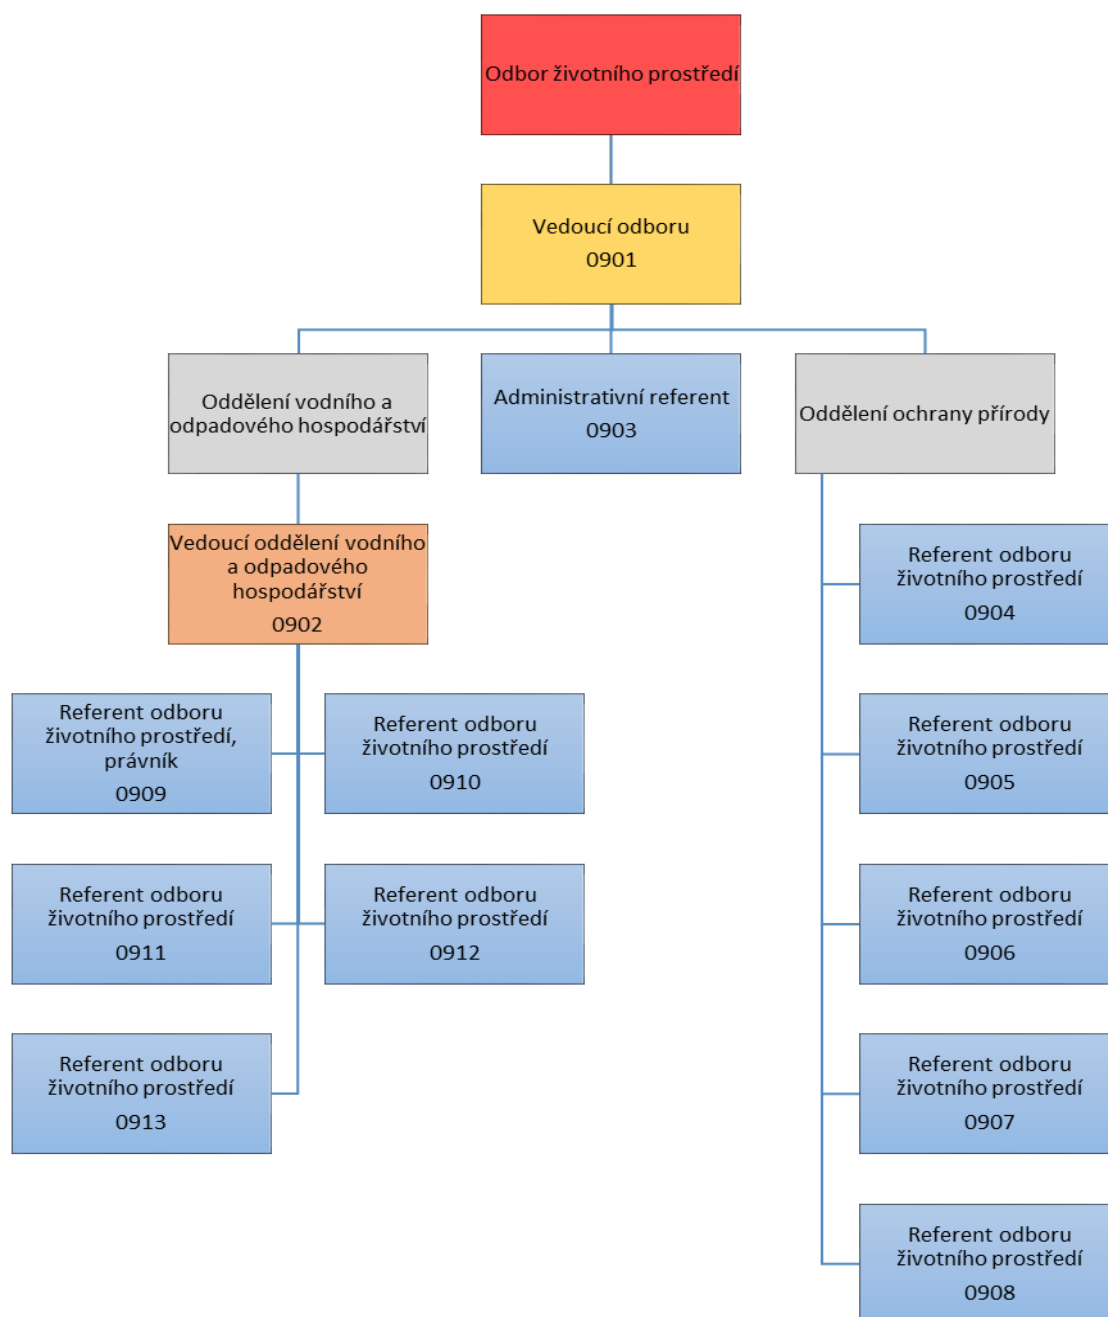 Odbor životního prostředí
Vedoucí odboru
0901
Oddělení vodního a
odpadového hospodářství
Administrativní referent
0903
Oddělení ochrany přírody
Vedoucí oddělení vodního
a odpadového
hospodářství
0902
Referent odboru
životního prostředí,
právník
0909
Referent odboru
životního prostředí
0910
Referent odboru
životního prostředí
0911
Referent odboru
životního prostředí
0912
Referent odboru
životního prostředí
0913
Referent odboru
životního prostředí
0904
Referent odboru
životního prostředí
0905
Referent odboru
životního prostředí
0906
Referent odboru
životního prostředí
0907
Referent odboru
životního prostředí
0908